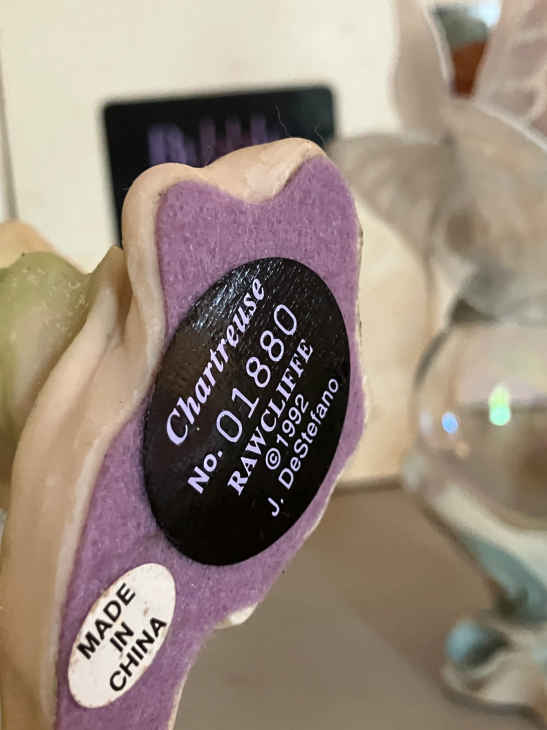 Chartreuse
No. 01880
RAWCLIFFE
©1992
J. DeStefano
MADE
IN
CHINA